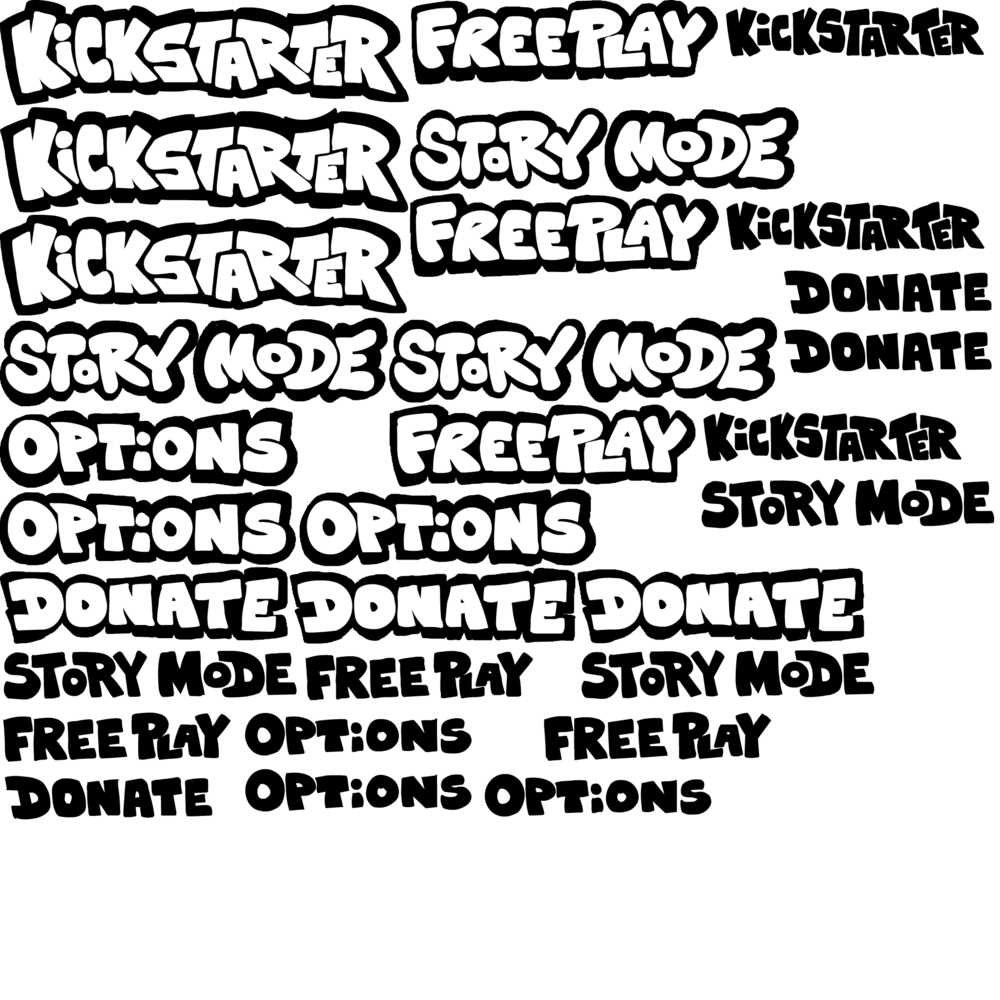 KiCKSTARTER FREEPLAY KiCKSTARTER
KiCKSTARTER STORY MODE
KiCKSTARTER FREEPLAY KiCKSTARTER
DONATE
STORY MODE STORY MODE DONATE
OPTiONS FREEPLAY KiCKSTARTER
STORY MODE
OPTiONS OPTiONS
DONATE DONATE DONATE
STORY MODE FREE PLAY STORY MODE
FREE PLAY OPTiONS FREE PLAY
DONATE OPTiONS OPTiONS